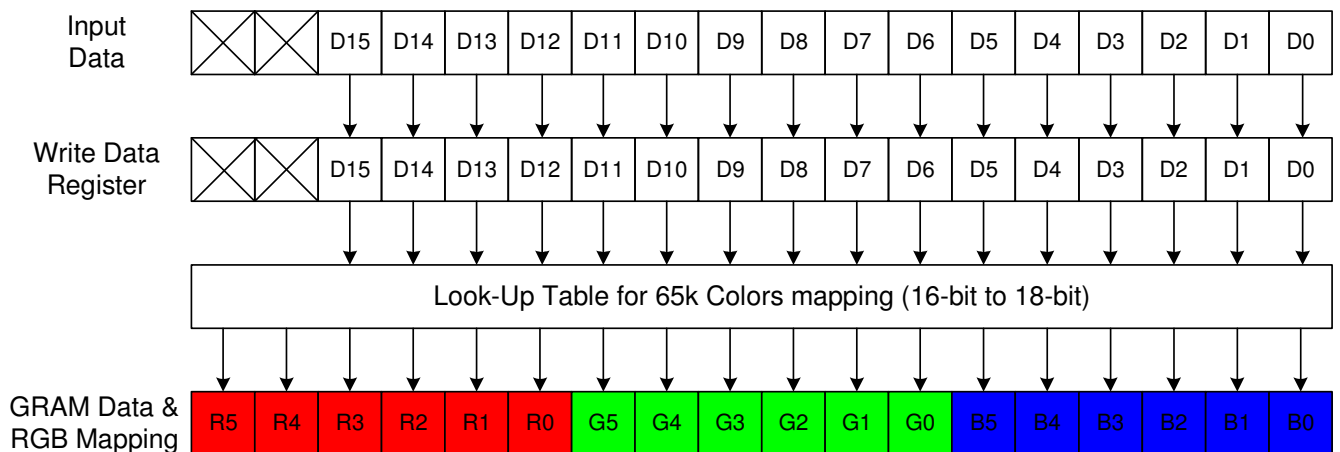 Input
Data
D15 D14 D13 D12 D11 D10 D9 D8 D7 D6 D5 D4 D3 D2 D1 D0
Write Data
Register
D15 D14 D13 D12 D11 D10 D9 D8 D7 D6 D5 D4 D3 D2 D1 D0
Look-Up Table for 65k Colors mapping (16-bit to 18-bit)
GRAM Data &
RGB Mapping
R5 R4 R3 R2 R1 R0 G5 G4 G3 G2 G1 G0 B5 B4 B3 B2 B1 B0